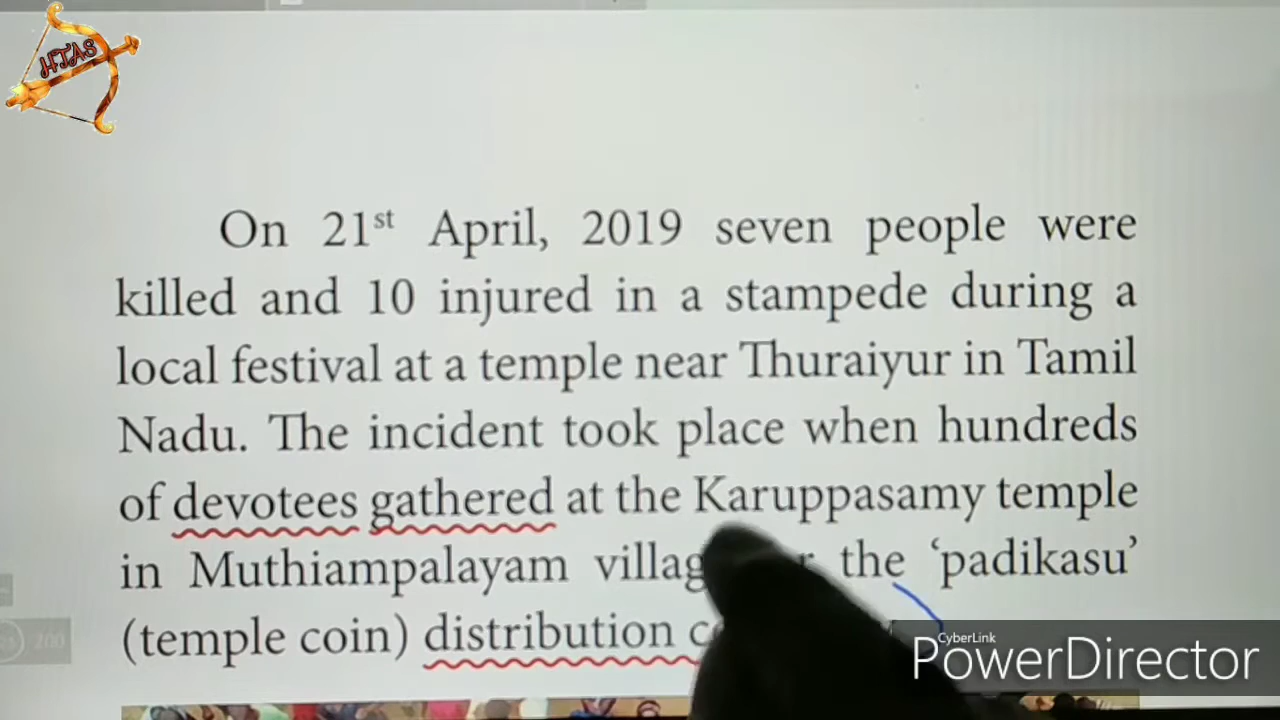 HTAS
On 21st April, 2019 seven people were
killed and 10 injured in a stampede during a
local festival at a temple near Thuraiyur in Tamil
Nadu. The incident took place when hundreds
of devotees gathered at the Karuppasamy temple
in Muthiampalayam the 'padikasu'
(temple coin) distribution
200
CyberLink
PowerDirector